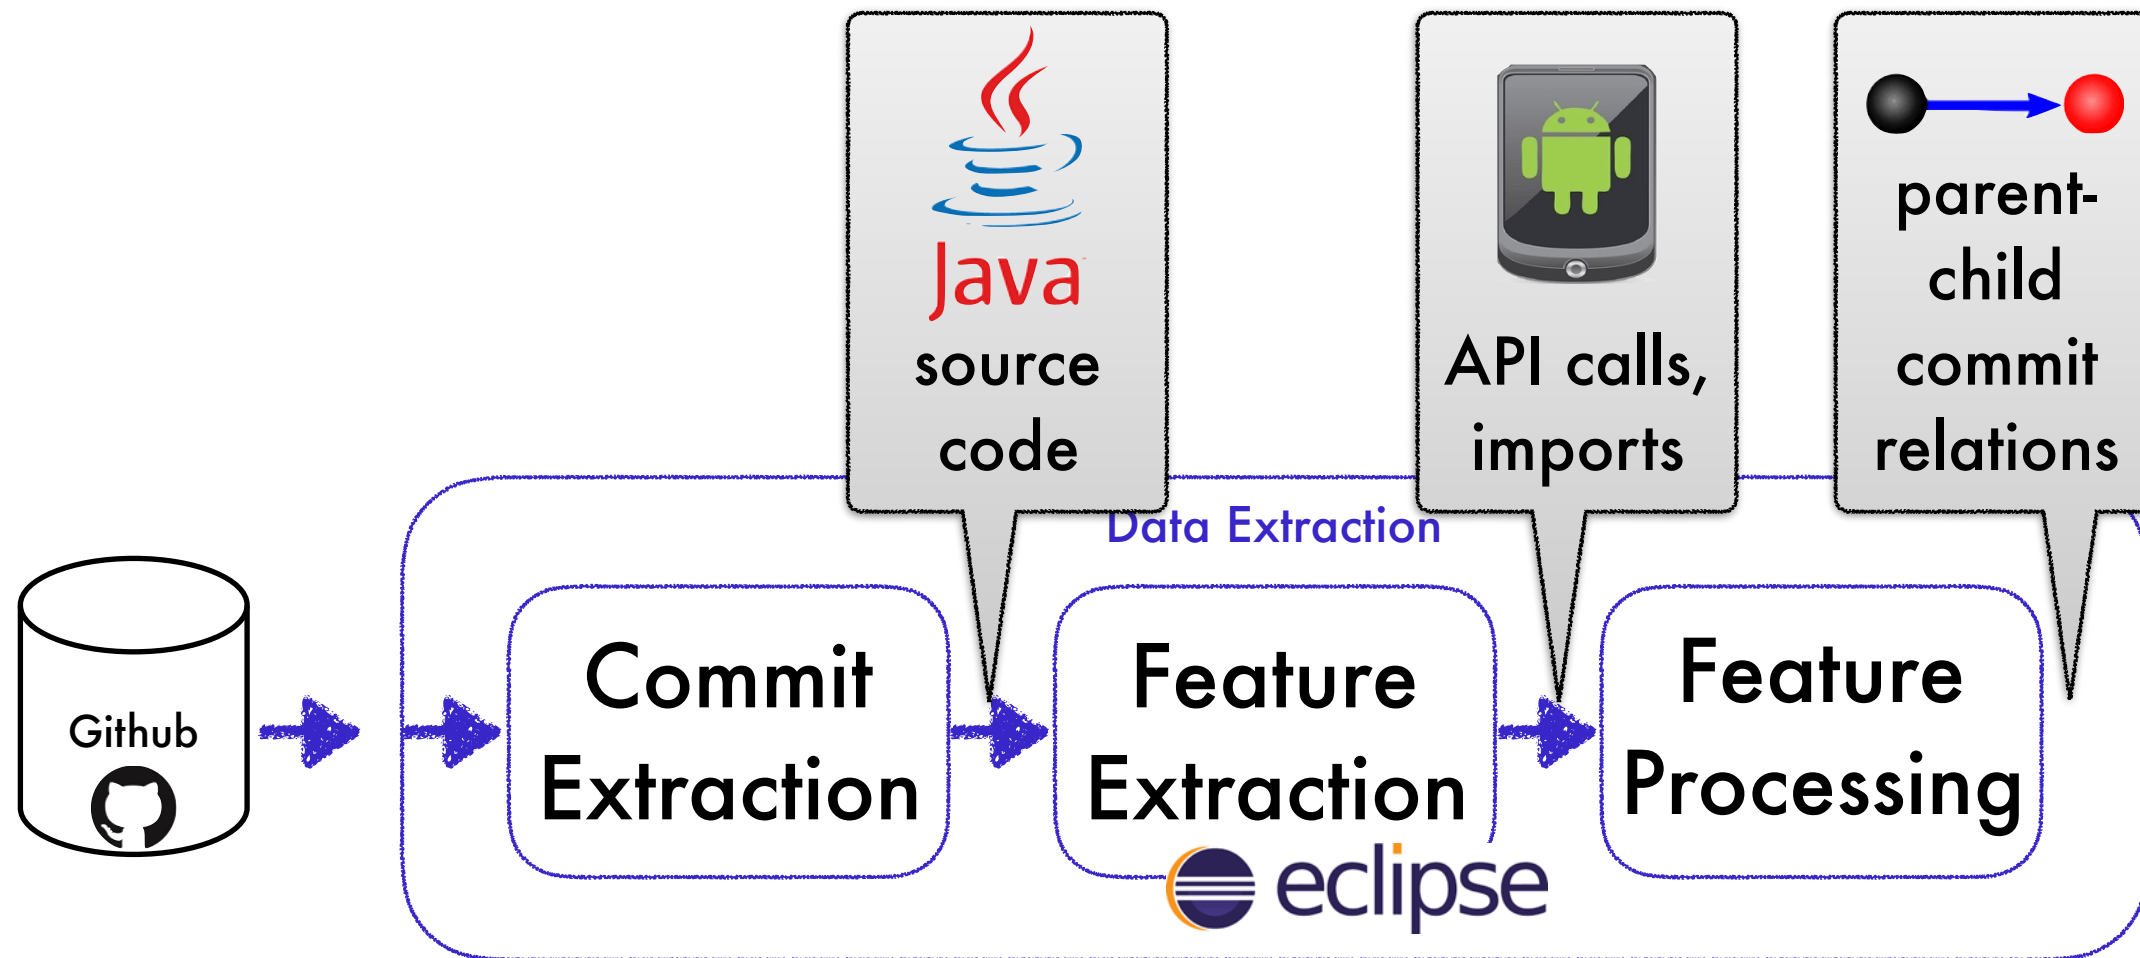 Java
source
code
API calls,
imports
parent-
child
commit
relations
Data Extraction
Github
Commit
Extraction
Feature
Extraction
eclipse
Feature
Processing